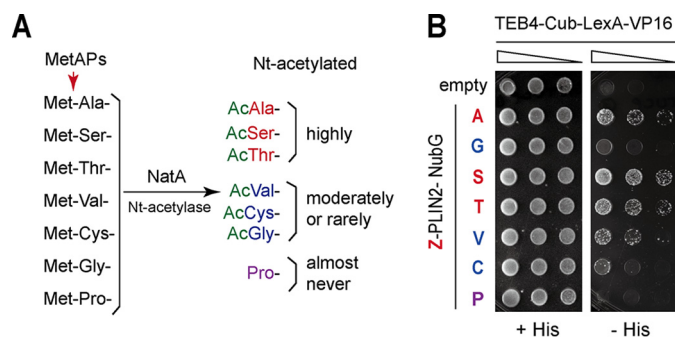 A
MetAPs
Met-Ala-
Met-Ser-
Met-Thr-
Met-Val-
Met-Cys-
Met-Gly-
Met-Pro-
NatA
Nt-acetylase
Nt-acetylated
AcAla-
AcSer-
AcThr-
highly
AcVal-
AcCys-
AcGly-
moderately
or rarely
Pro-
almost
never
B
TEB4-Cub-LexA-VP16
empty
Z-PLIN2- NubG
A
G
S
T
V
C
P
+ His
- His